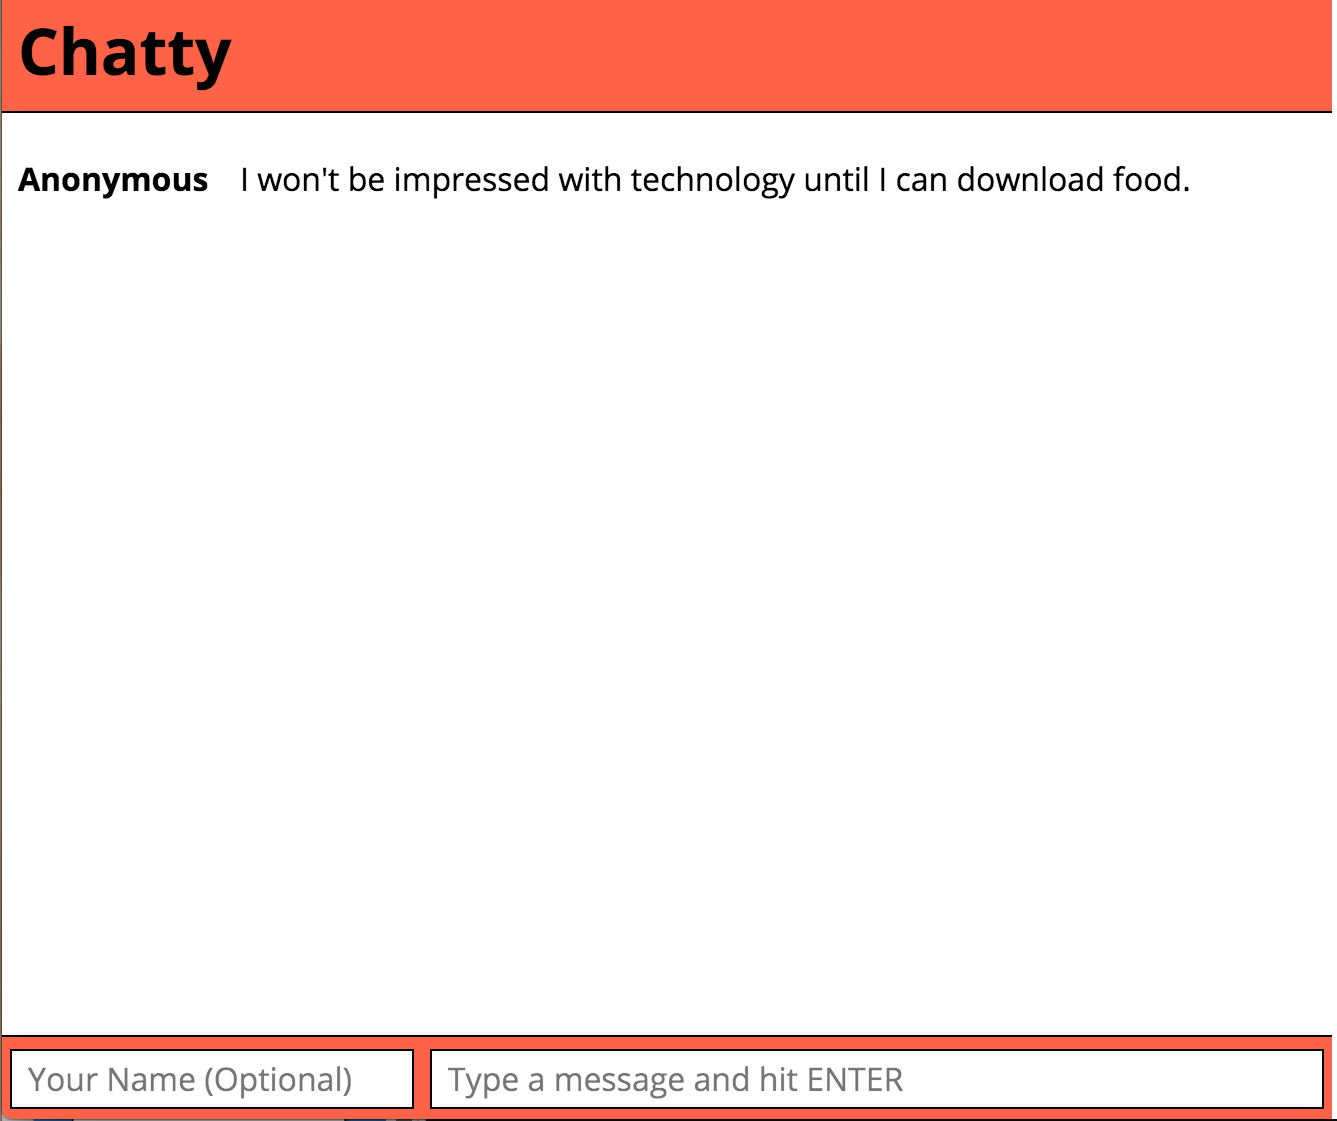 Chatty
Anonymous I won't be impressed with technology until I can download food.
Your Name (Optional) Type a message and hit ENTER